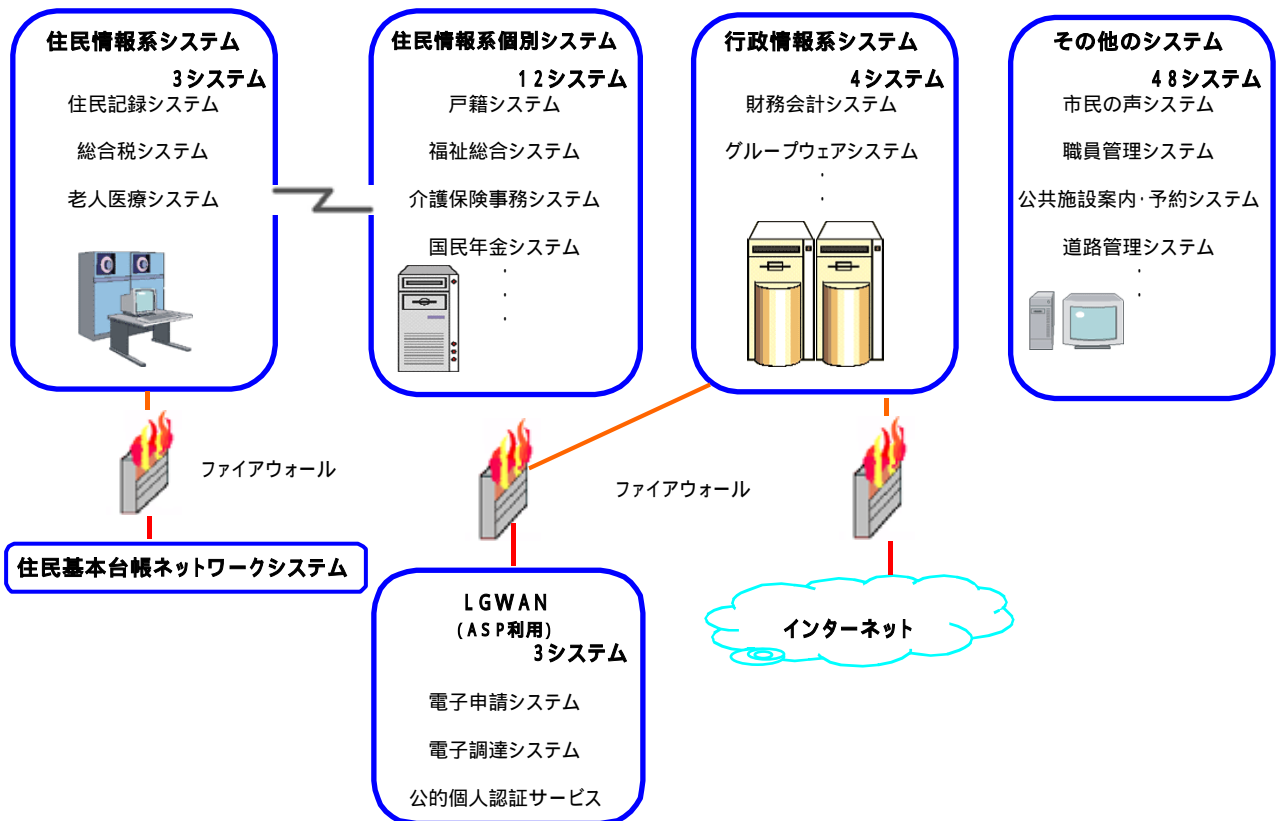 住民情報系システム
3システム
住民記録システム
総合税システム
老人医療システム
住民情報系個別システム
12システム
戸籍システム
福祉総合システム
介護保険事務システム
国民年金システム
・
・
・
行政情報系システム
4システム
財務会計システム
グループウェアシステム
・
・
その他のシステム
48システム
市民の声システム
職員管理システム
公共施設案内・予約システム
道路管理システム
・
ファイアウォール
ファイアウォール
住民基本台帳ネットワークシステム
LGWAN
(ASP利用)
3システム
電子申請システム
電子調達システム
公的個人認証サービス
インターネット